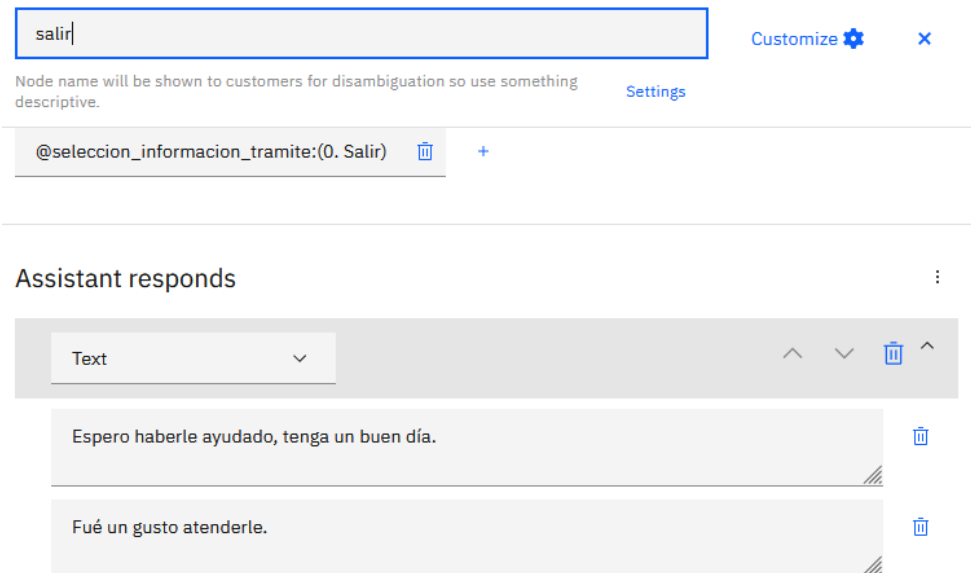 salir
Customize
Node name will be shown to customers for disambiguation so use something
descriptive.
Settings
@seleccion_informacion_tramite:(0. Salir)
Assistant responds
Text
Espero haberle ayudado, tenga un buen día.
Fué un gusto atenderle.